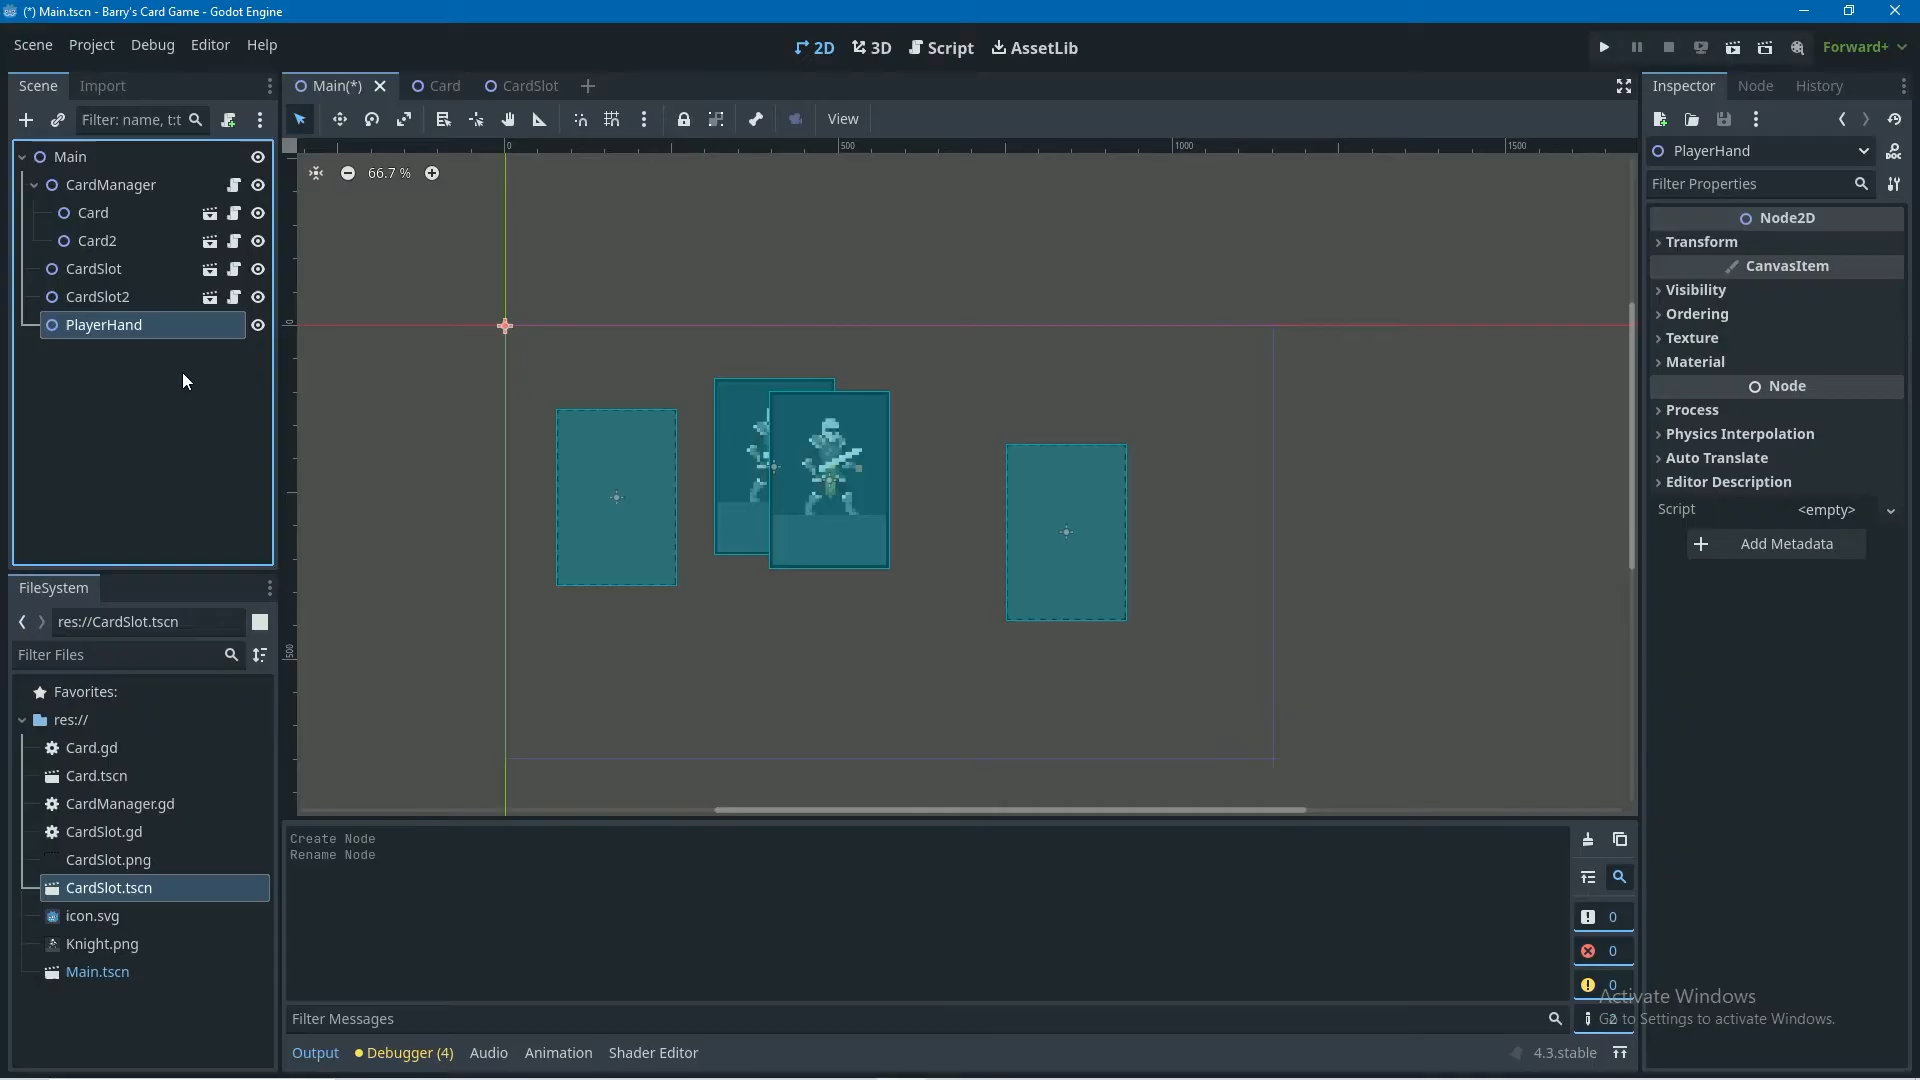 (*) Main.tscn - Barry's Card Game - Godot Engine
Scene Project Debug Editor Help
2D 3D Script AssetLib
Forward+
Scene Import
Main(*) Card CardSlot
Inspector Node History
Filter: name, t:t
View
PlayerHand
Filter Properties
Main
CardManager
Card
Card2
CardSlot
CardSlot2
PlayerHand
0 500 1000 1500
66.7 %
0
500
Node2D
Transform
CanvasItem
Visibility
Ordering
Texture
Material
Node
Process
Physics Interpolation
Auto Translate
Editor Description
Script <empty>
Add Metadata
FileSystem
res://CardSlot.tscn
Filter Files
Favorites:
res://
Card.gd
Card.tscn
CardManager.gd
CardSlot.gd
CardSlot.png
CardSlot.tscn
icon.svg
Knight.png
Main.tscn
Create Node
Rename Node
0
0
0
2
Filter Messages
Output Debugger (4) Audio Animation Shader Editor
4.3.stable
Activate Windows
Go to Settings to activate Windows.